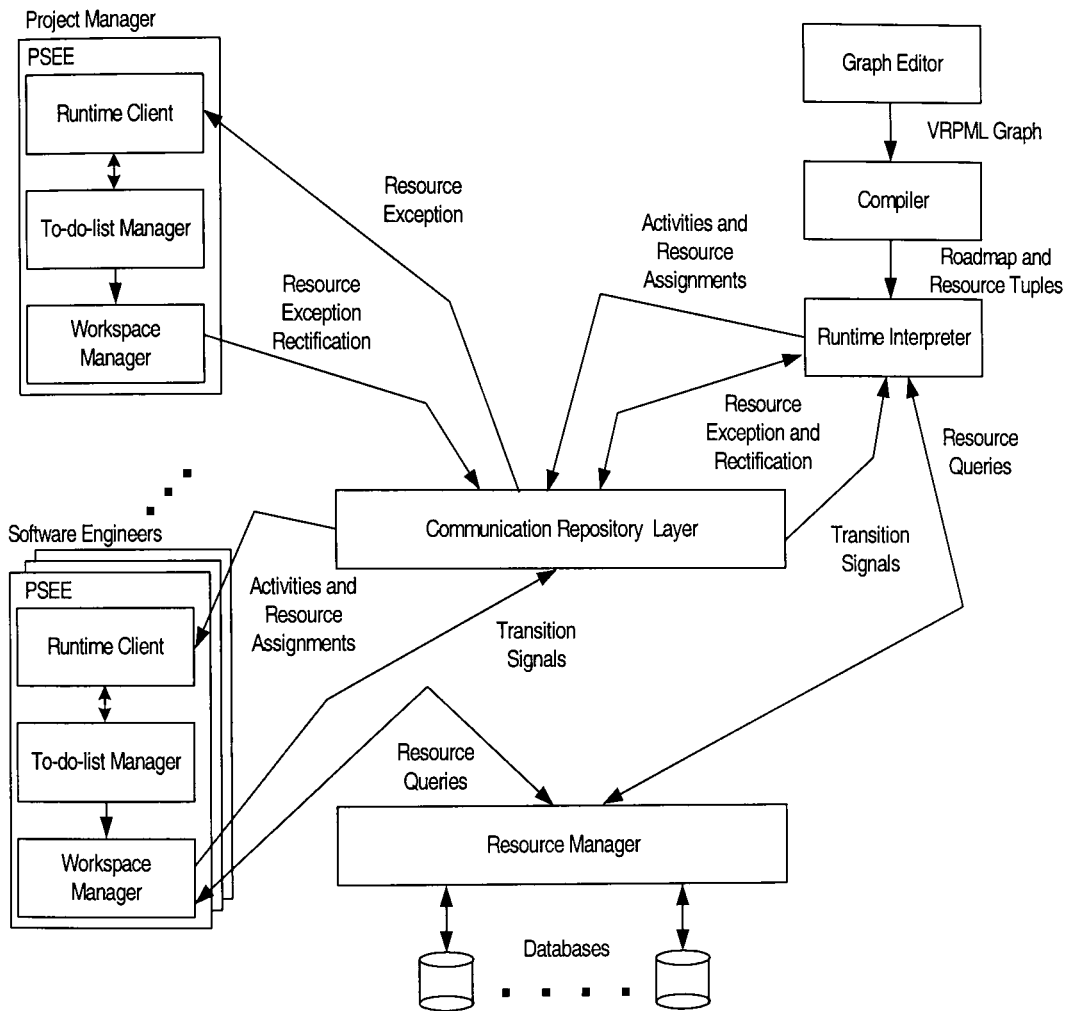 Project Manager
PSEE
Runtime Client
To-do-list Manager
Workspace
Manager
Resource
Exception
Resource
Exception
Rectification
Graph Editor
VRPML Graph
Compiler
Roadmap and
Resource Tuples
Runtime Interpreter
Activities and
Resource
Assignments
Resource
Exception and
Rectification
Resource
Queries
Transition
Signals
Communication Repository Layer
Software Engineers
PSEE
Runtime Client
To-do-list Manager
Workspace
Manager
Activities and
Resource
Assignments
Transition
Signals
Resource
Queries
Resource Manager
Databases